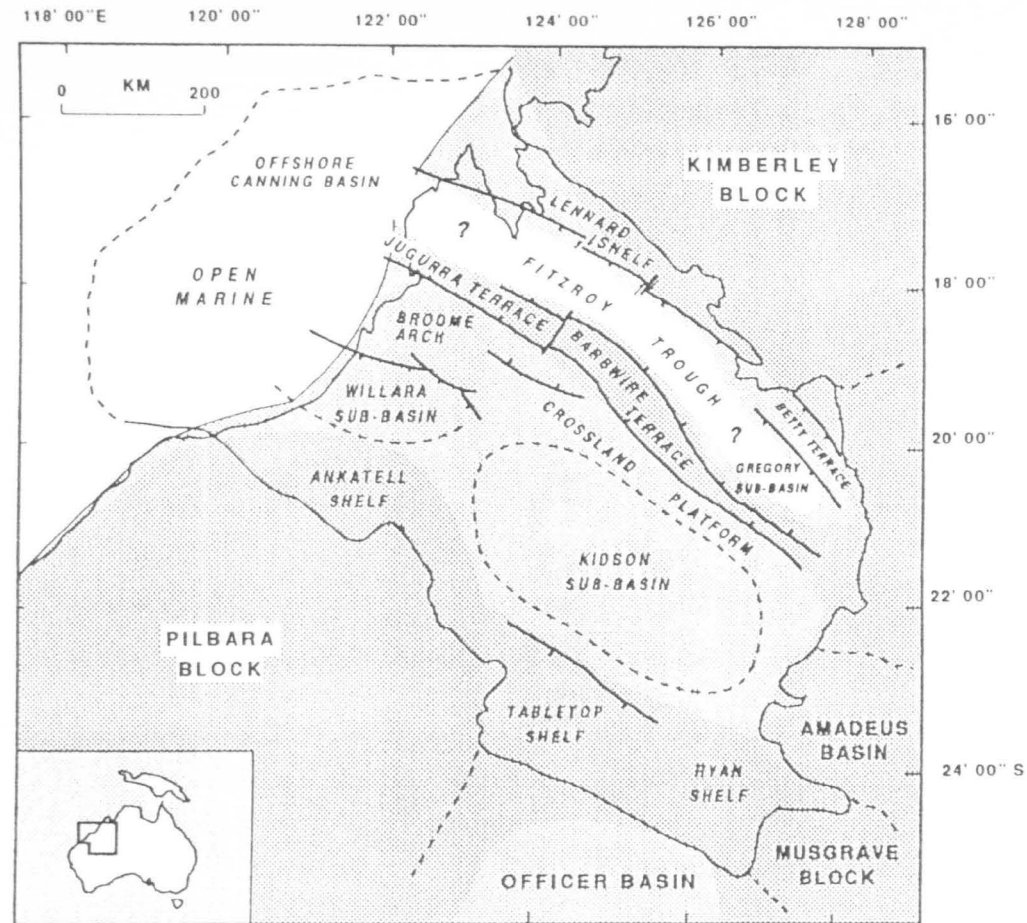 118° 00"E
120° 00"
122° 00"
124° 00"
126° 00"
128° 00"
KM
0 200
16° 00"
OFFSHORE
CANNING BASIN
KIMBERLEY
BLOCK
LENNARD
SHELF
?
FITZROY
TROUGH
?
18° 00"
OPEN
MARINE
JUGURRA TERRACE
BROOME
ARCH
BARBWIRE
TERRACE
WILLARA
SUB-BASIN
CROSSLAND
PLATFORM
BETTY TERRACE
20° 00"
GREGORY
SUB-BASIN
ANKATELL
SHELF
KIDSON
SUB-BASIN
22° 00"
PILBARA
BLOCK
TABLETOP
SHELF
AMADEUS
BASIN
24° 00" S
RYAN
SHELF
MUSGRAVE
BLOCK
OFFICER BASIN